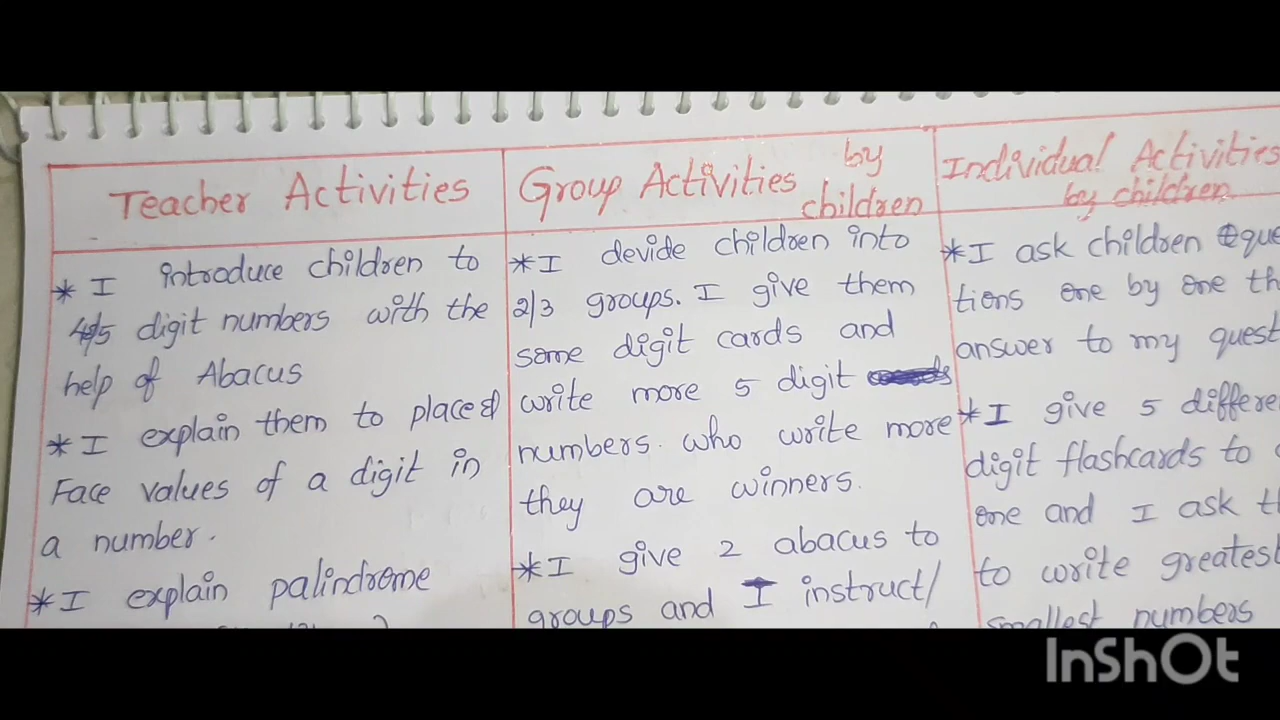 Teacher Activities
* I introduce children to
4/5 digit numbers with the
help of Abacus
* I explain them to place &
Face values of a digit in
a number.
* I explain palindrome
Group Activities by
children
* I devide children into
2/3 groups. I give them
some digit cards and
write more 5 digit
numbers. who write more
they are winners.
* I give 2 abacus to
groups and I instruct/
Individual Activities
by children
* I ask children que
tions one by one th
answer to my quest
* I give 5 differe
digit flashcards to
one and I ask th
to write greatest
smallest numbers
InShOt